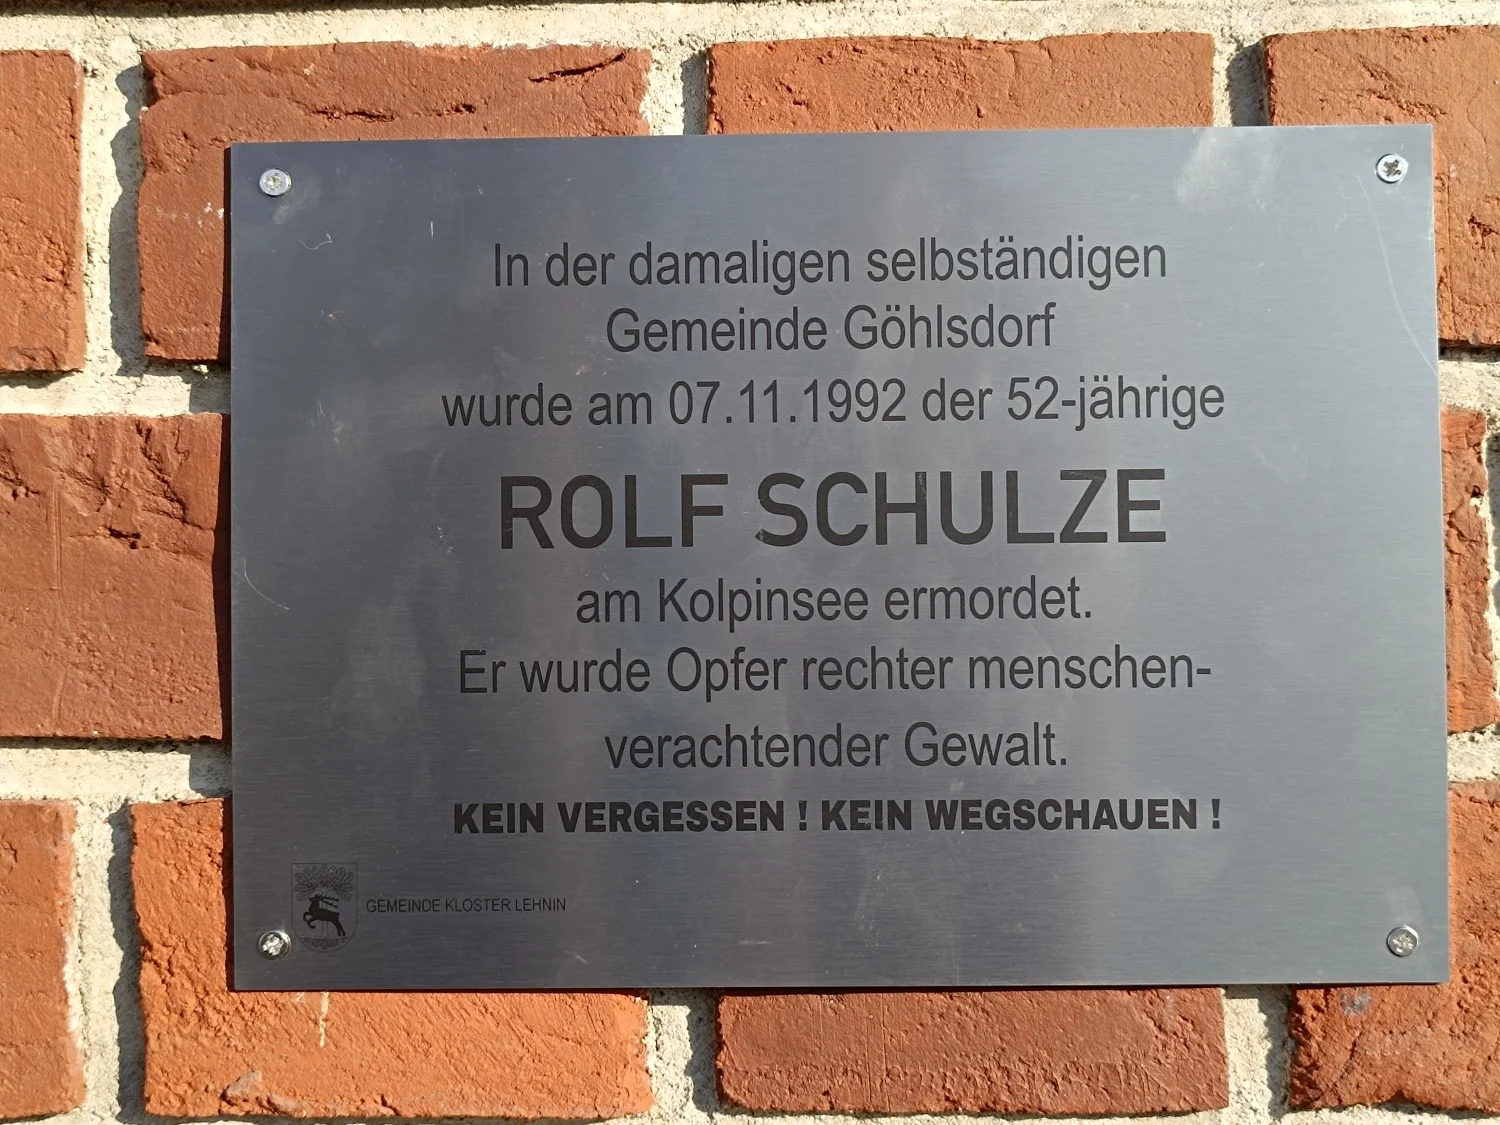 In der damaligen selbständigen
Gemeinde Göhlsdorf
wurde am 07.11.1992 der 52-jährige
ROLF SCHULZE
am Kolpinsee ermordet.
Er wurde Opfer rechter menschen-
verachtender Gewalt.
KEIN VERGESSEN ! KEIN WEGSCHAUEN !
GEMEINDE KLOSTER LEHNIN